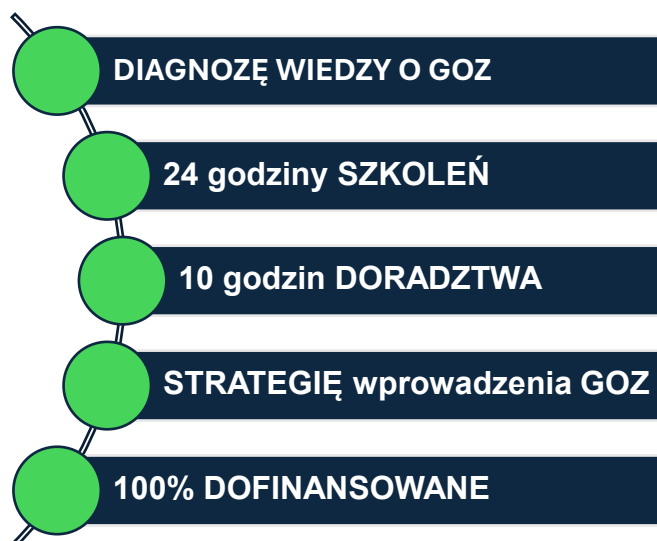 DIAGNOZĘ WIEDZY O GOZ
24 godziny SZKOLEŃ
10 godzin DORADZTWA
STRATEGIĘ wprowadzenia GOZ
100% DOFINANSOWANE